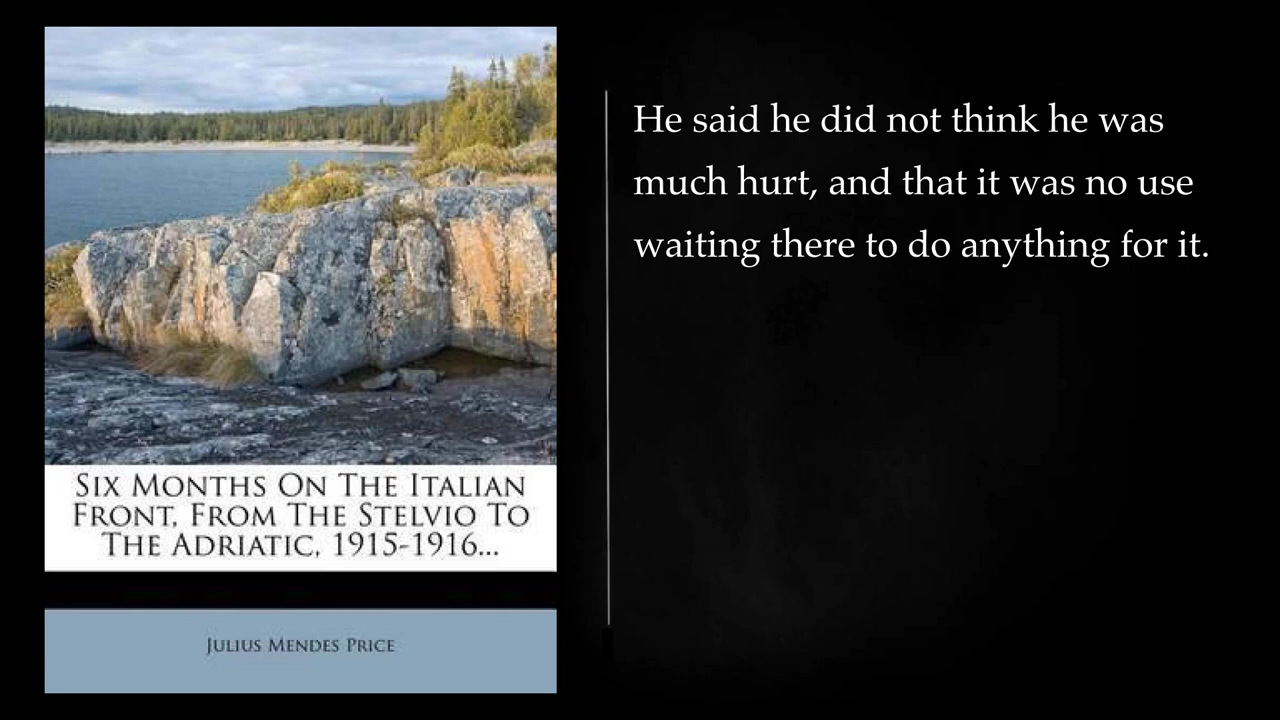 He said he did not think he was
much hurt, and that it was no use
waiting there to do anything for it.
Six Months On The Italian
Front, From The Stelvio To
The Adriatic, 1915-1916...
Julius Mendes Price